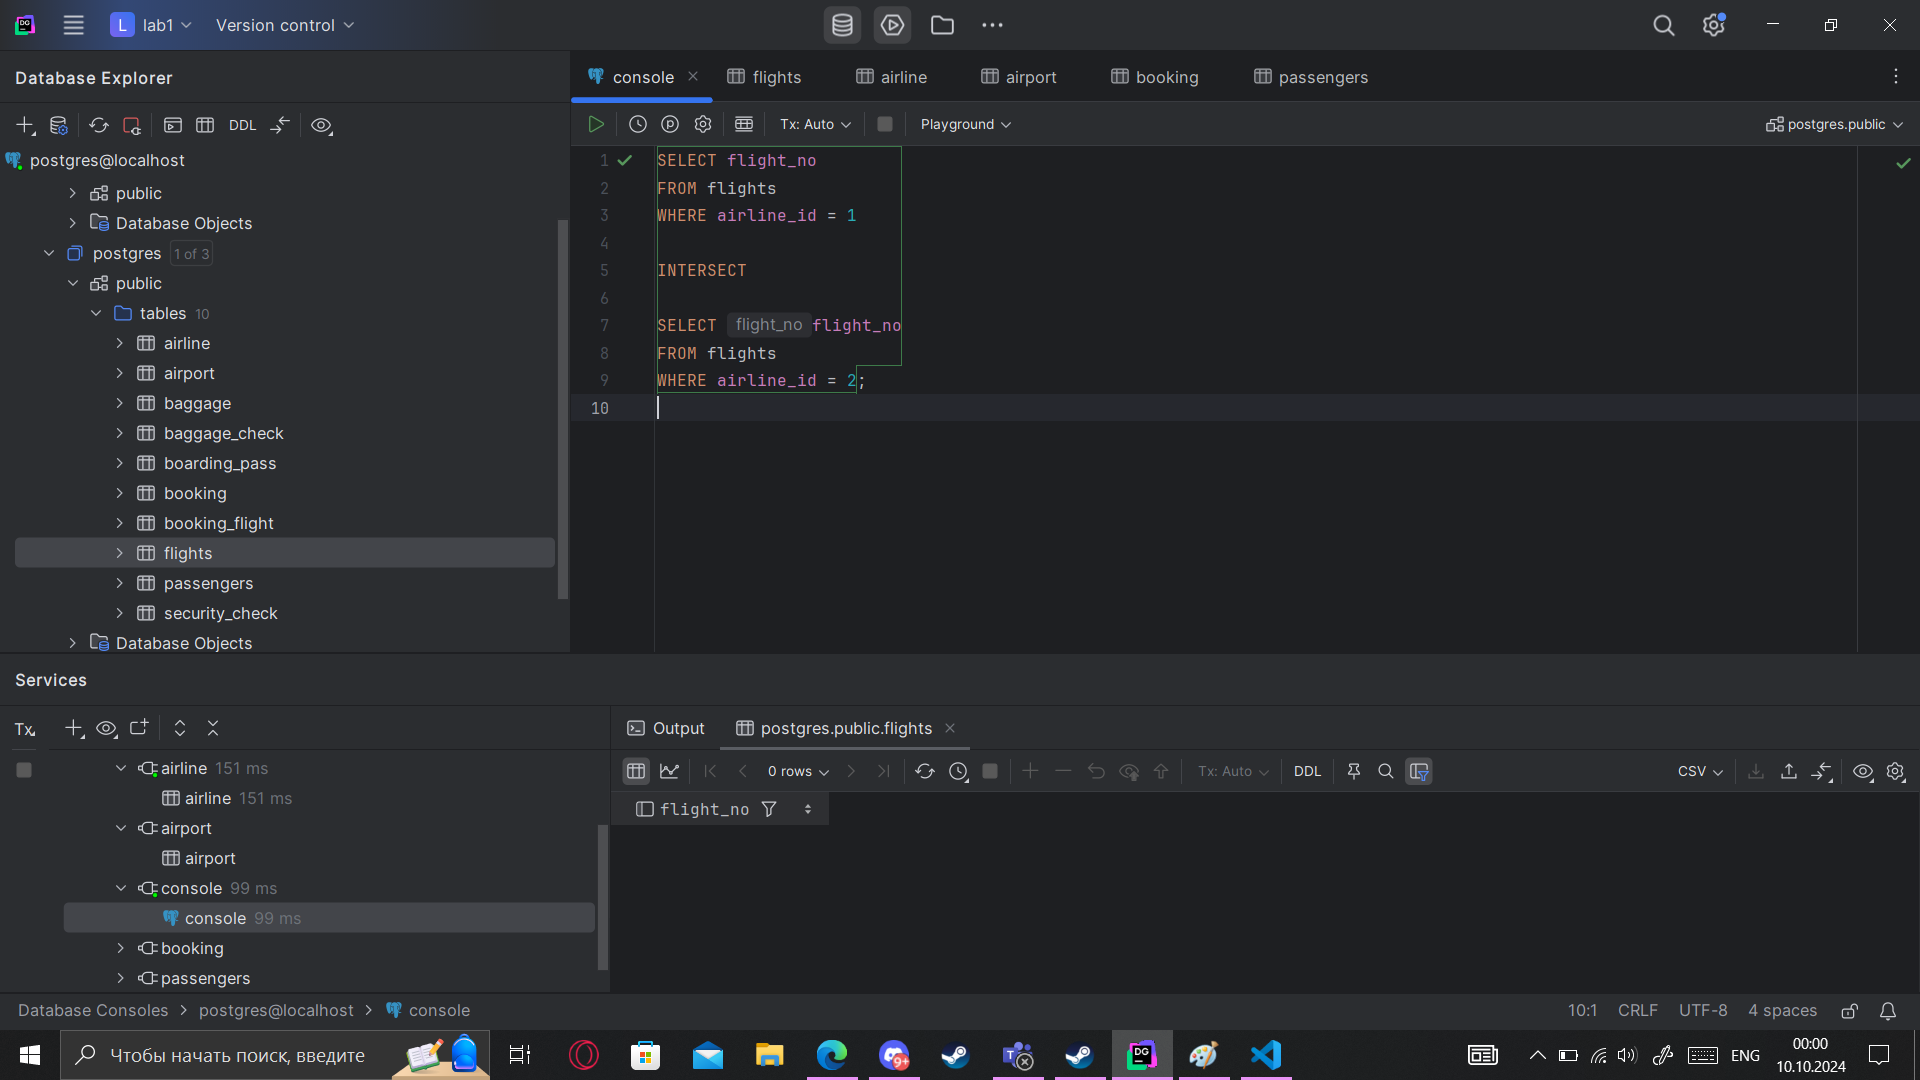 L lab1 Version control
Database Explorer
console flights airline airport booking passengers
DDL
Tx: Auto Playground postgres.public
postgres@localhost
public
Database Objects
postgres 1 of 3
public
tables 10
airline
airport
baggage
baggage_check
boarding_pass
booking
booking_flight
flights
passengers
security_check
Database Objects
1 SELECT flight_no
2 FROM flights
3 WHERE airline_id = 1
4
5 INTERSECT
6
7 SELECT flight_no flight_no
8 FROM flights
9 WHERE airline_id = 2;
10
Services
Tx
airline 151 ms
airline 151 ms
airport
airport
console 99 ms
console 99 ms
booking
passengers
Output postgres.public.flights
0 rows Tx: Auto DDL CSV
flight_no
Database Consoles > postgres@localhost > console
10:1 CRLF UTF-8 4 spaces
Чтобы начать поиск, введите
9+
DG
ENG
00:00
10.10.2024